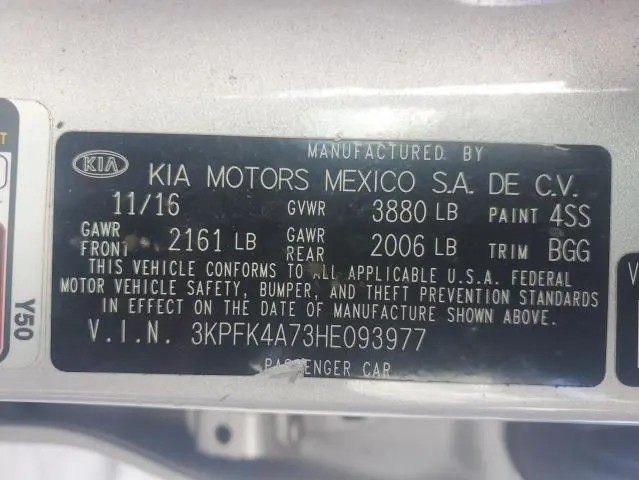 MANUFACTURED BY
KIA KIA MOTORS MEXICO S.A. DE C.V.
11/16 GVWR 3880 LB PAINT 4SS
GAWR FRONT 2161 LB GAWR REAR 2006 LB TRIM BGG
THIS VEHICLE CONFORMS TO ALL APPLICABLE U.S.A. FEDERAL
MOTOR VEHICLE SAFETY, BUMPER, AND THEFT PREVENTION STANDARDS
IN EFFECT ON THE DATE OF MANUFACTURE SHOWN ABOVE.
V.I.N. 3KPFK4A73HE093977
PASSENGER CAR
Y50